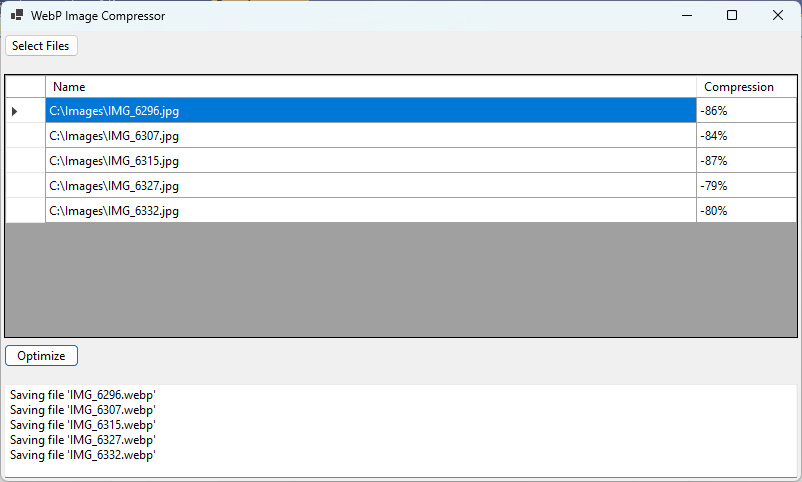 WebP Image Compressor
Select Files
Name Compression
C:\Images\IMG_6296.jpg -86%
C:\Images\IMG_6307.jpg -84%
C:\Images\IMG_6315.jpg -87%
C:\Images\IMG_6327.jpg -79%
C:\Images\IMG_6332.jpg -80%
Optimize
Saving file 'IMG_6296.webp'
Saving file 'IMG_6307.webp'
Saving file 'IMG_6315.webp'
Saving file 'IMG_6327.webp'
Saving file 'IMG_6332.webp'